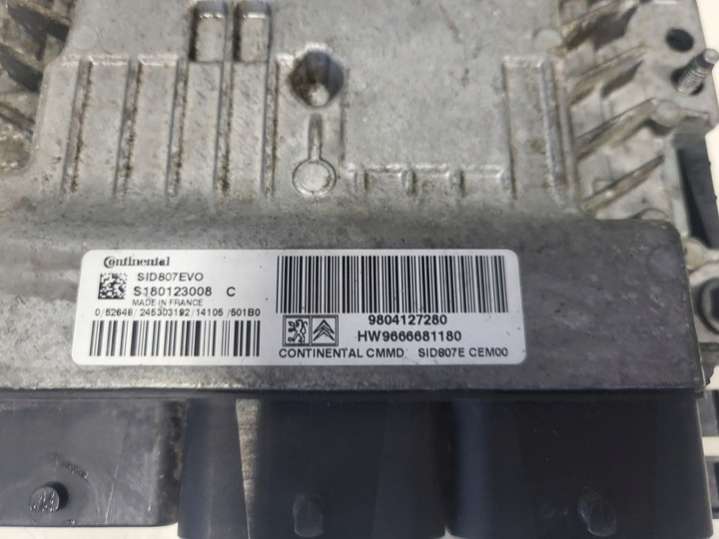 Continental
SID807EVO
S180123008 C
MADE IN FRANCE
0/52648/245303192/14105/501B0
9804127280
HW9666681180
CONTINENTAL CMMD SID807E CEM00